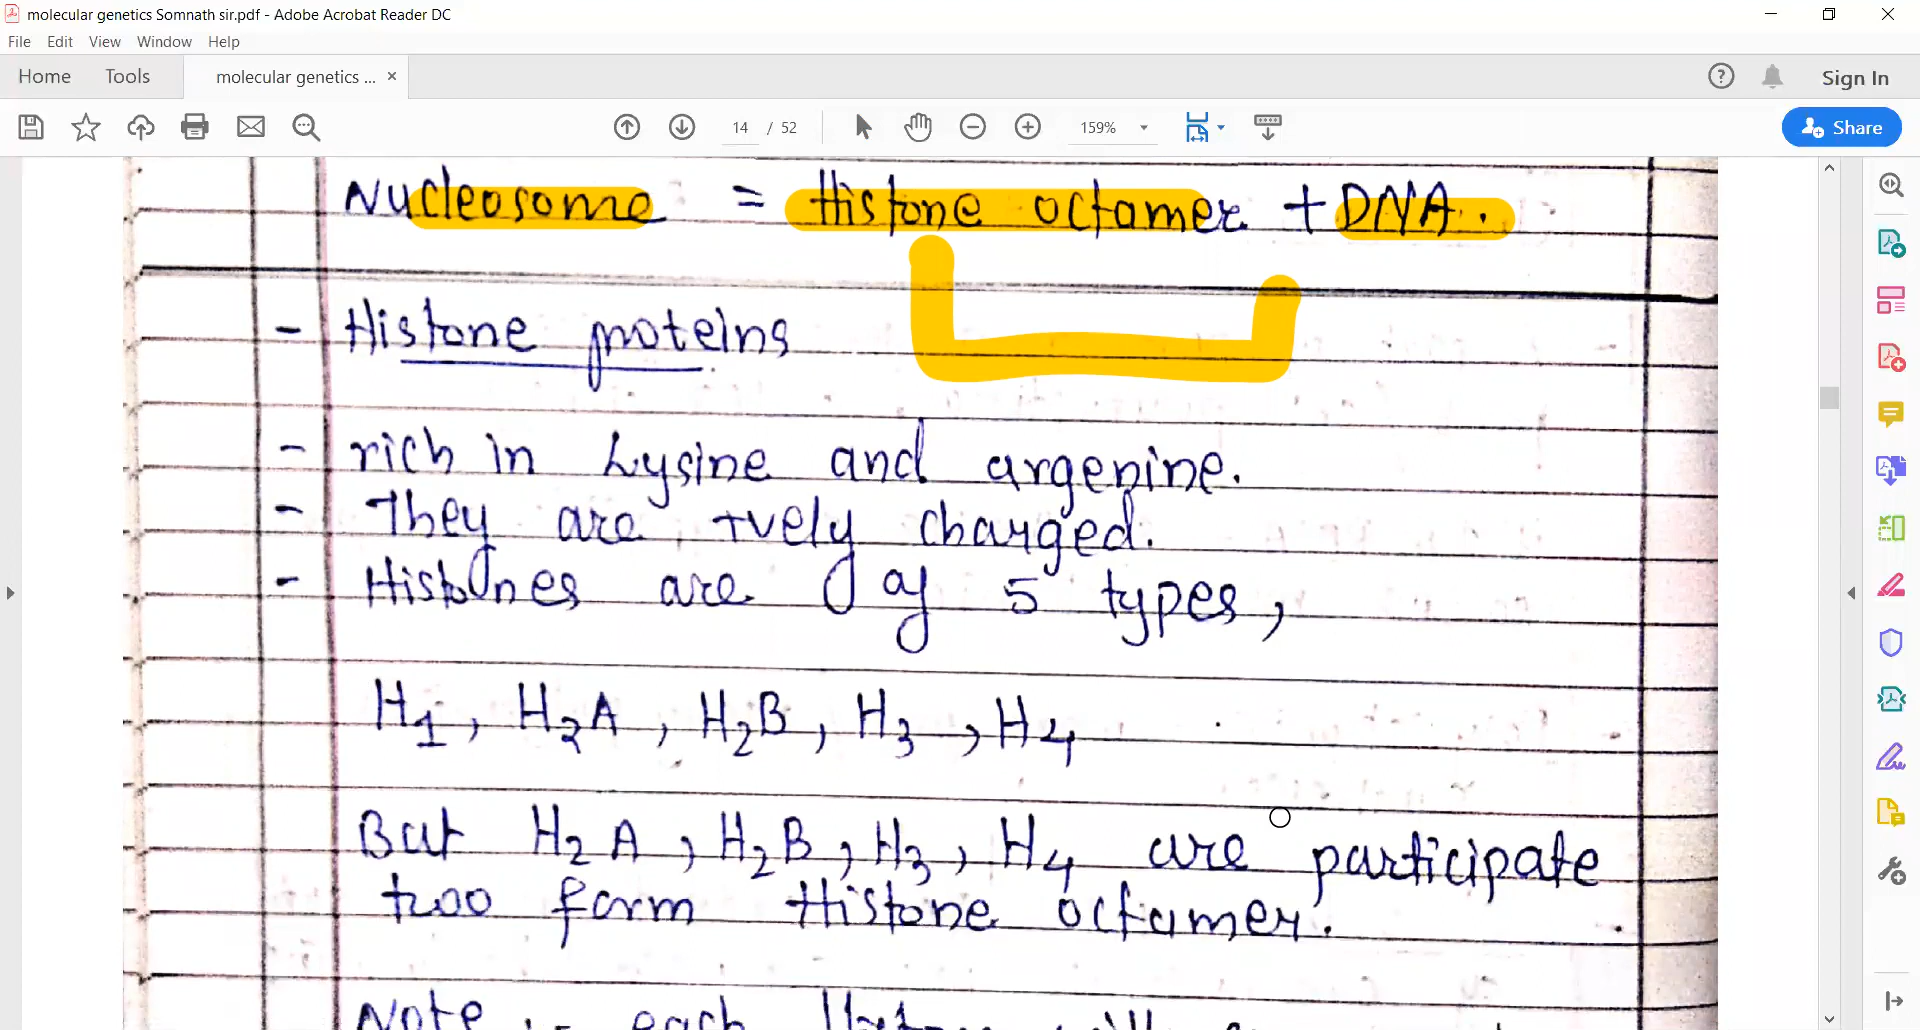 molecular genetics Somnath sir.pdf - Adobe Acrobat Reader DC
File Edit View Window Help
Home Tools molecular genetics ... × Sign In
14 / 52 159% Share
Nucleosome = Histone octamer + DNA.
- Histone proteins
- rich in Lysine and argenine.
- They are +vely charged.
- Histones are of 5 types,
H1, H2A, H2B, H3, H4
But H2A, H2B, H3, H4 are participate
too form Histone octamer.
Note :- each